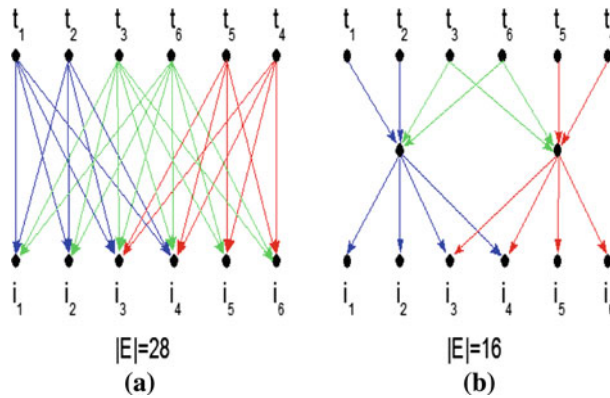 t1 t2 t3 t6 t5 t4
t1 t2 t3 t6 t5
i1 i2 i3 i4 i5 i6
i1 i2 i3 i4 i5
|E|=28
|E|=16
(a)
(b)